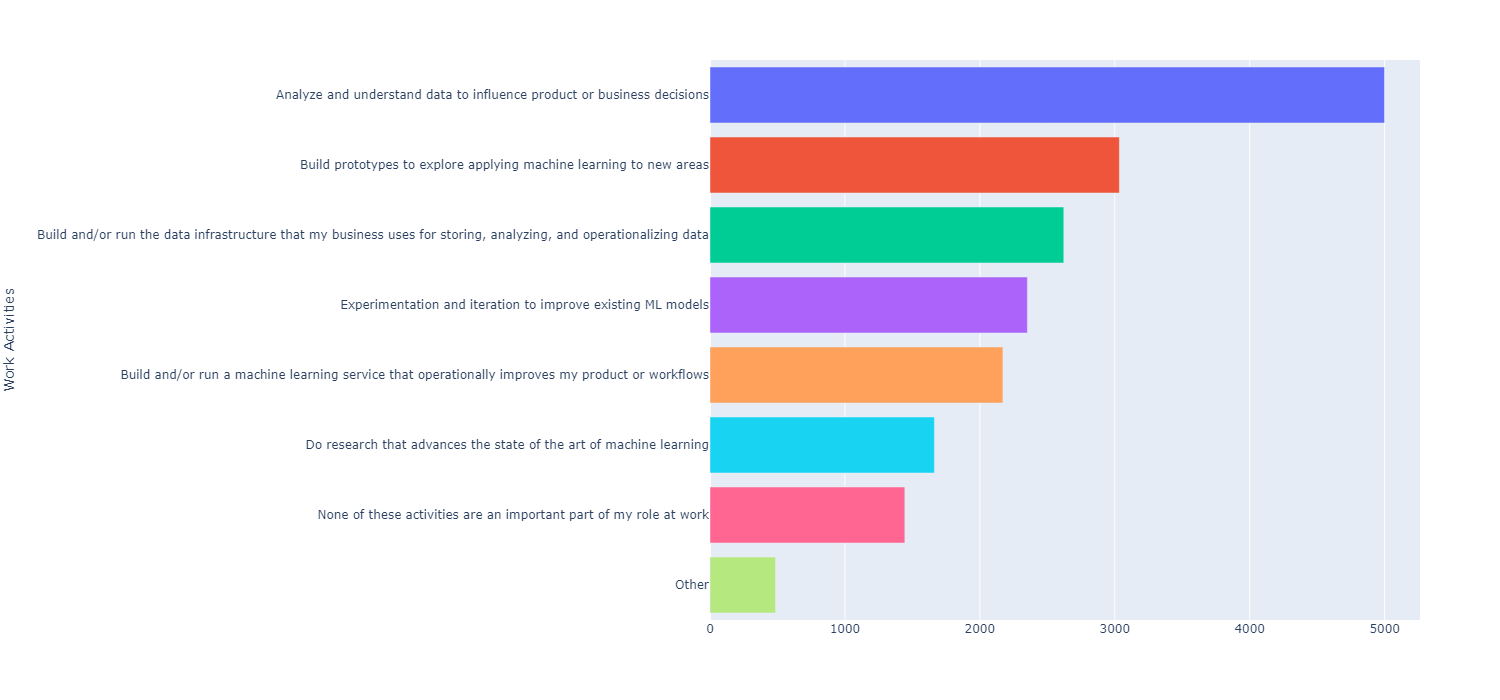 Analyze and understand data to influence product or business decisions
Build prototypes to explore applying machine learning to new areas
Build and/or run the data infrastructure that my business uses for storing, analyzing, and operationalizing data
Experimentation and iteration to improve existing ML models
Build and/or run a machine learning service that operationally improves my product or workflows
Do research that advances the state of the art of machine learning
None of these activities are an important part of my role at work
Other
Work Activities
0 1000 2000 3000 4000 5000